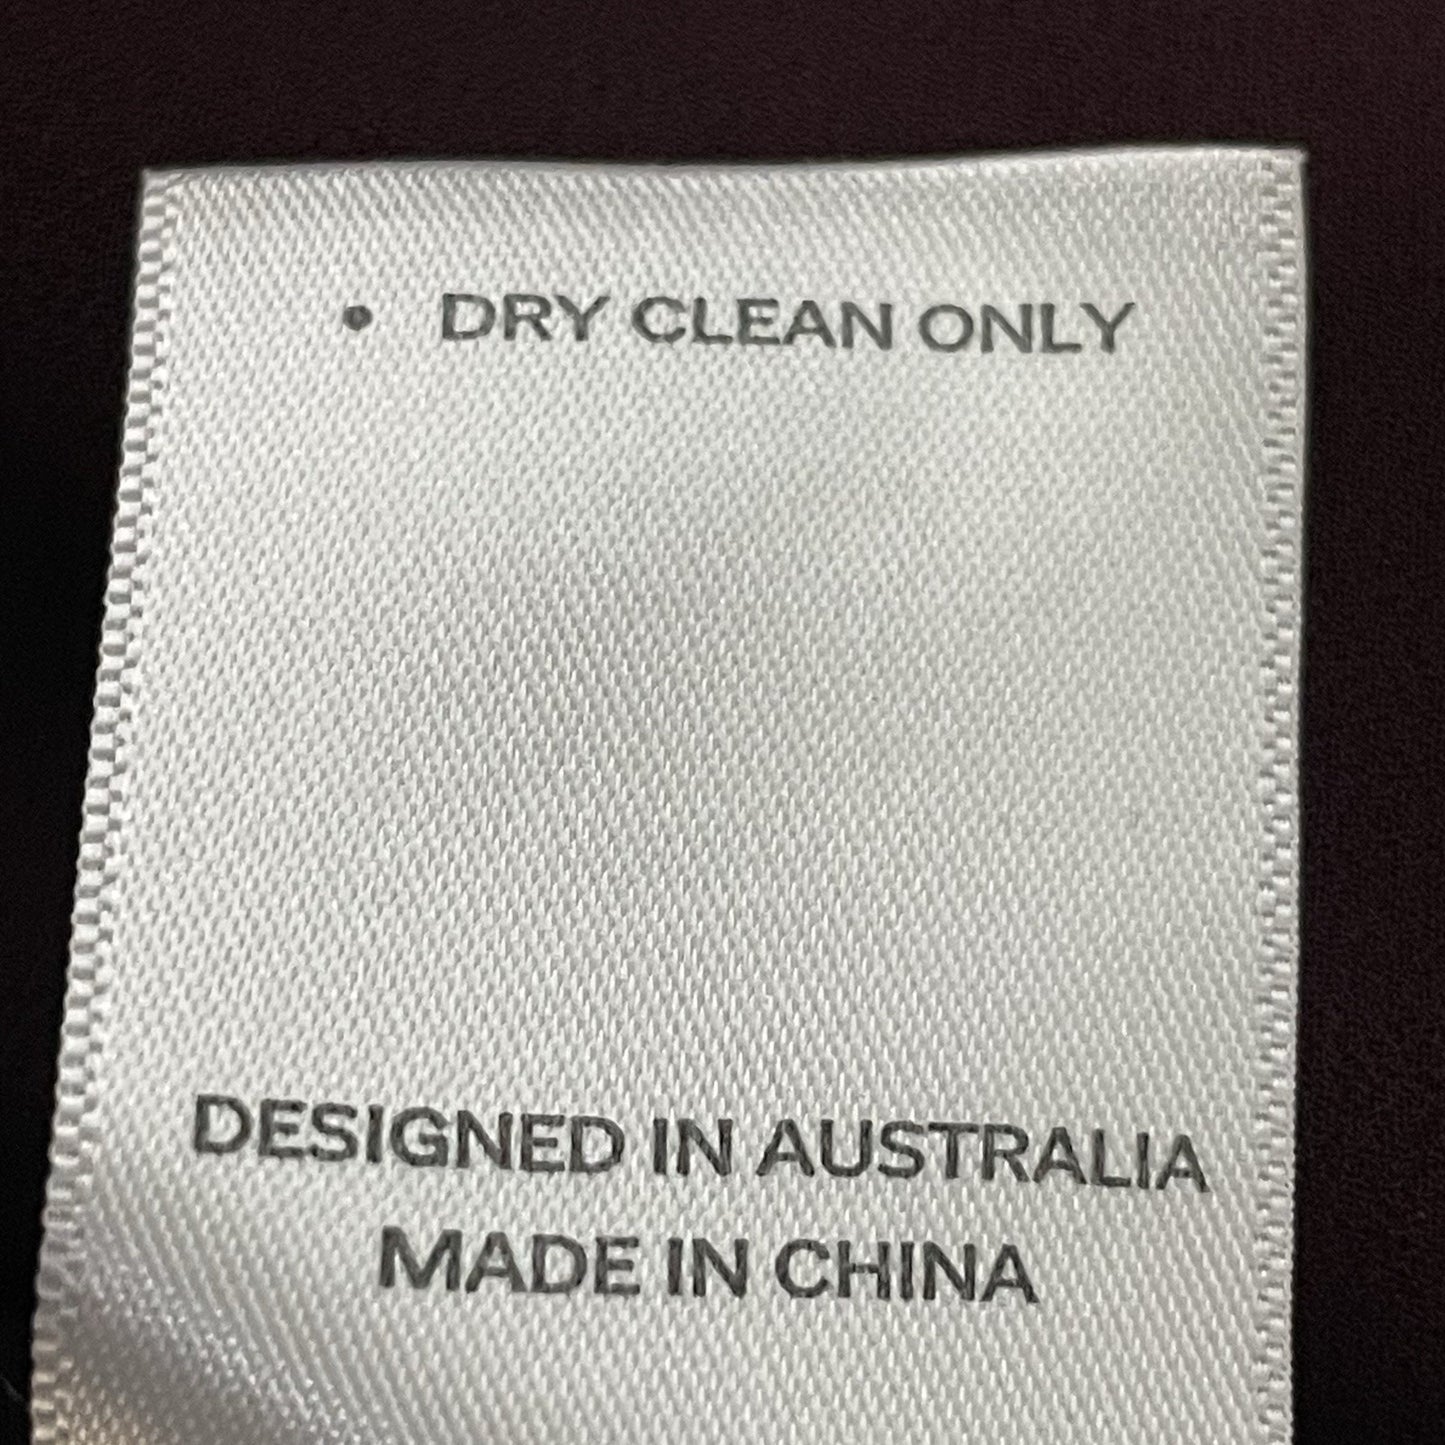 • DRY CLEAN ONLY
DESIGNED IN AUSTRALIA
MADE IN CHINA